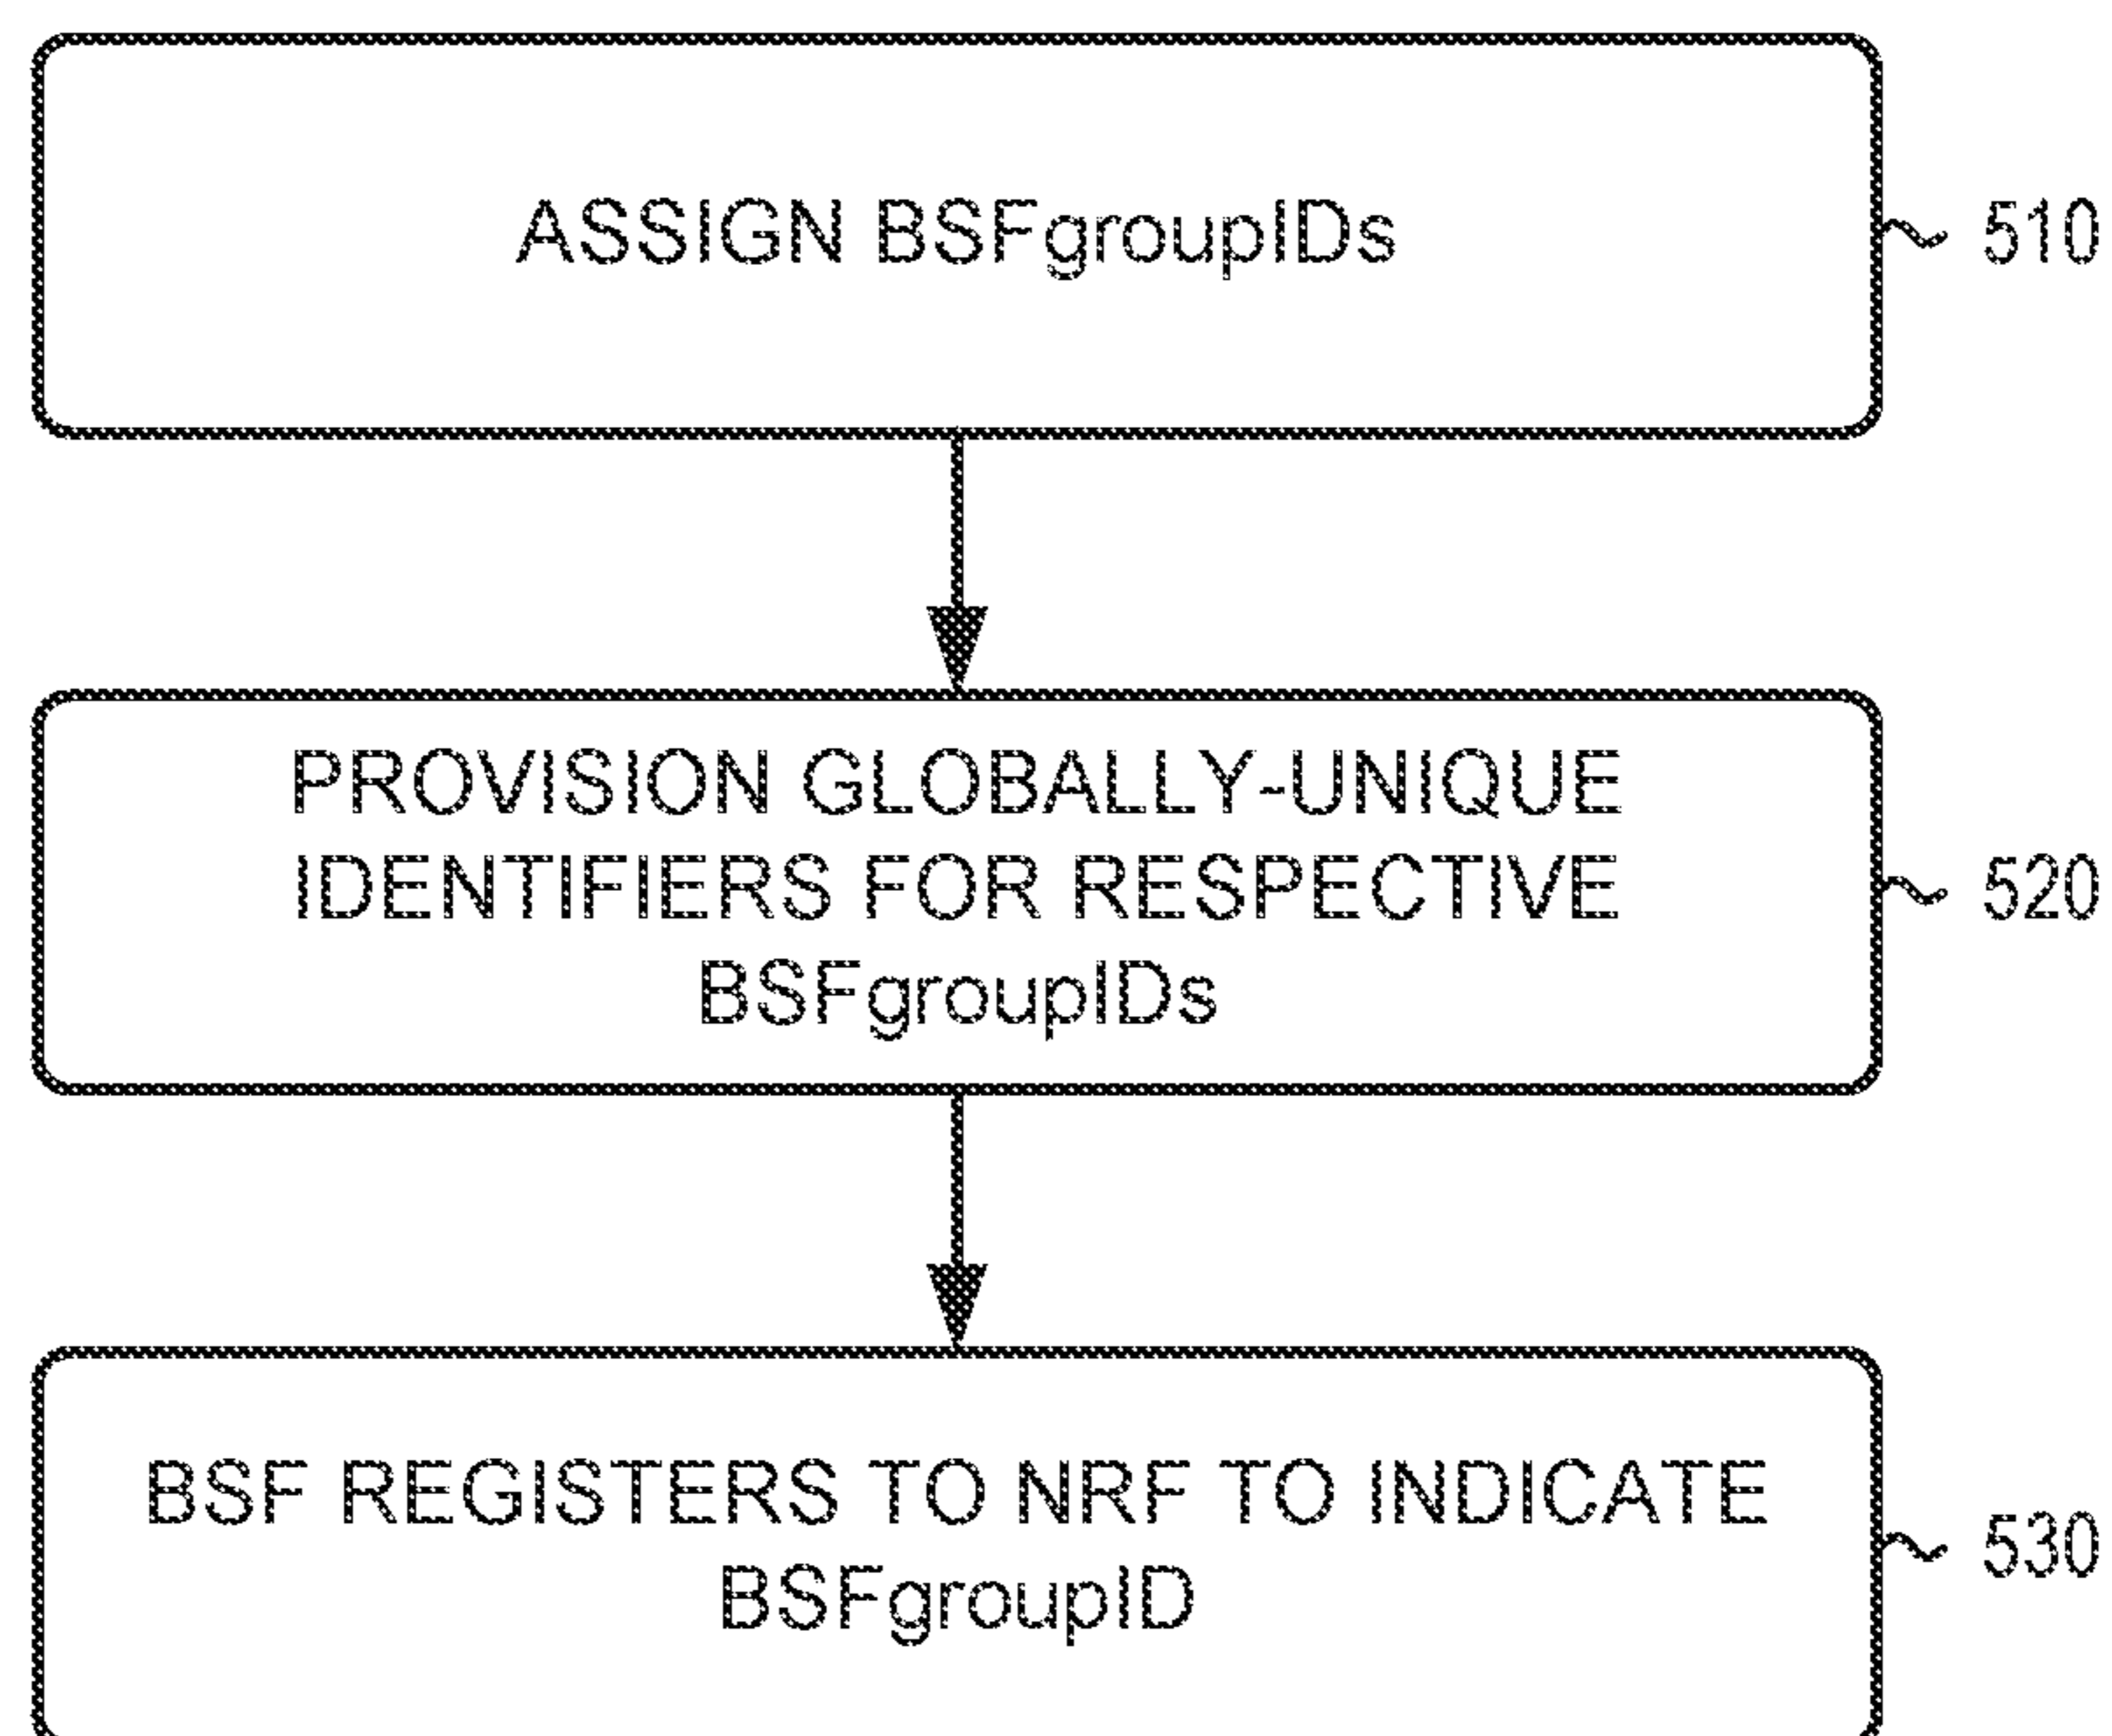 ASSIGN BSFgroupIDs
510
PROVISION GLOBALLY-UNIQUE
IDENTIFIERS FOR RESPECTIVE
BSFgroupIDs
520
BSF REGISTERS TO NRF TO INDICATE
BSFgroupID
530